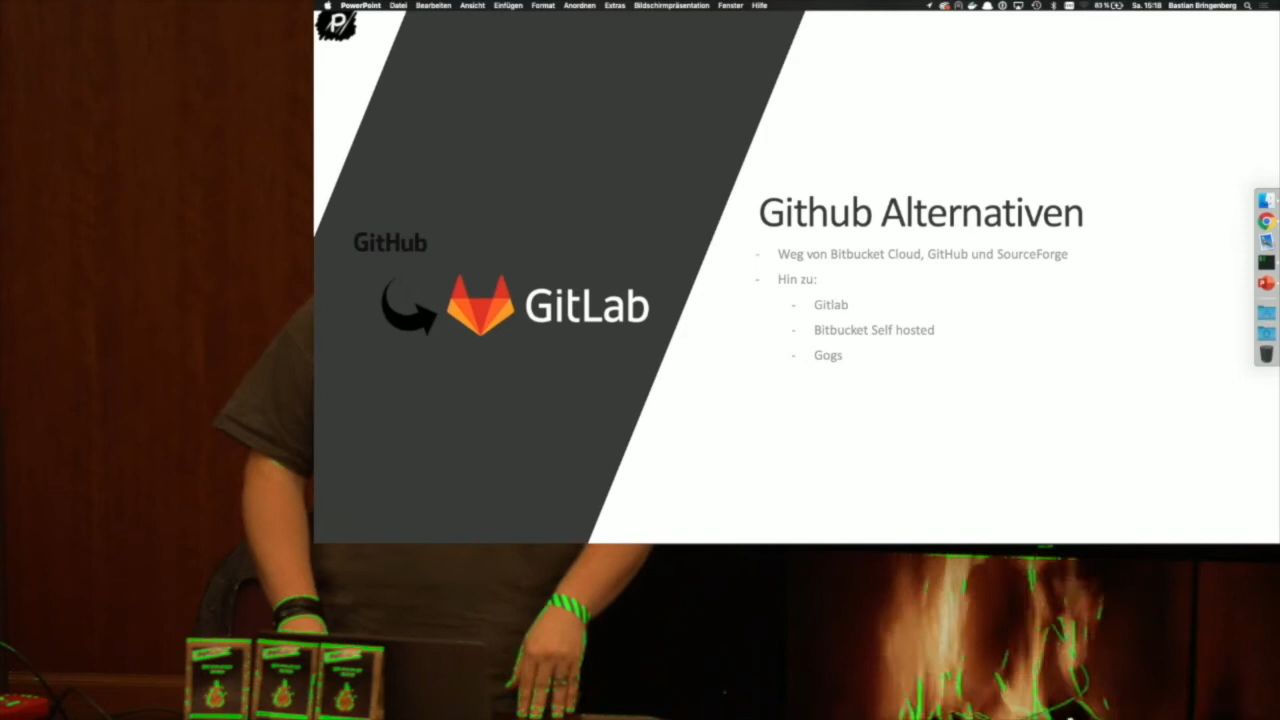 PowerPoint Datei Bearbeiten Ansicht Einfügen Format Anordnen Extras Bildschirmpräsentation Fenster Hilfe
83 % Sa. 15:18 Bastian Bringenberg
GitHub
GitLab
Github Alternativen
- Weg von Bitbucket Cloud, GitHub und SourceForge
- Hin zu:
- Gitlab
- Bitbucket Self hosted
- Gogs